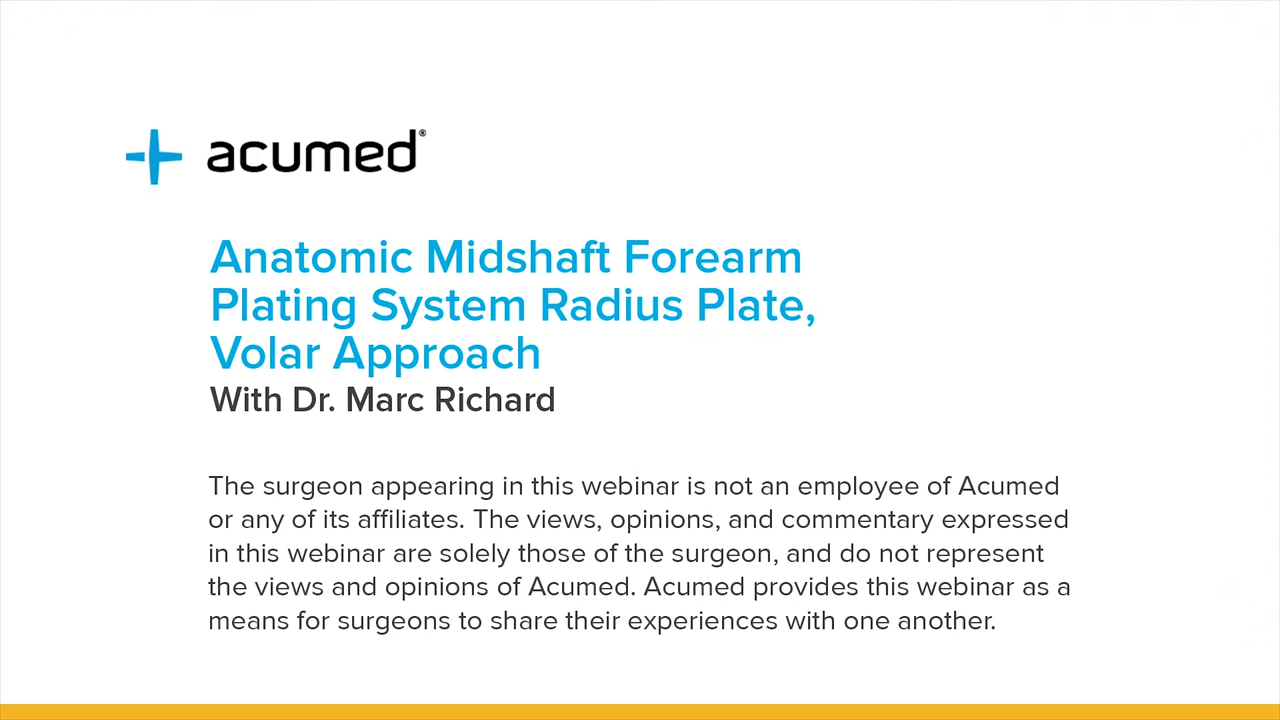 acumed®
Anatomic Midshaft Forearm
Plating System Radius Plate,
Volar Approach
With Dr. Marc Richard
The surgeon appearing in this webinar is not an employee of Acumed
or any of its affiliates. The views, opinions, and commentary expressed
in this webinar are solely those of the surgeon, and do not represent
the views and opinions of Acumed. Acumed provides this webinar as a
means for surgeons to share their experiences with one another.